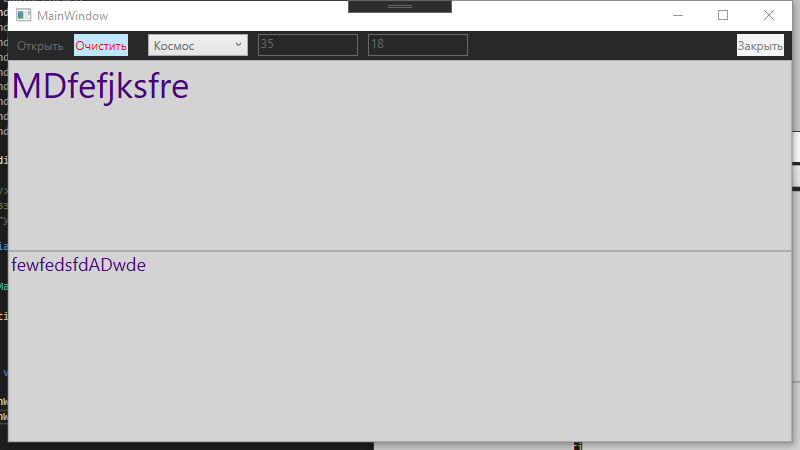 MainWindow
Открыть Очистить Космос 35 18 Закрыть
MDfefjksfre
fewfedsfdADwde